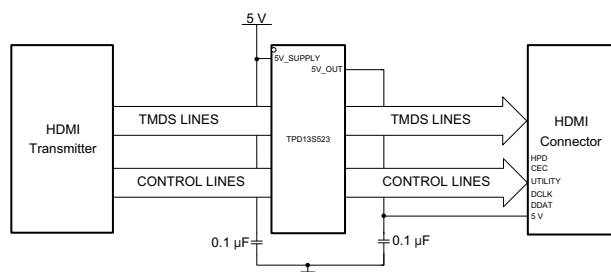 5 V
5V_SUPPLY
5V_OUT
HDMI
Transmitter
TMDS LINES
TPD13S523
TMDS LINES
HDMI
Connector
CONTROL LINES
CONTROL LINES
HPD
CEC
UTILITY
DCLK
DDAT
5 V
0.1 µF
0.1 µF